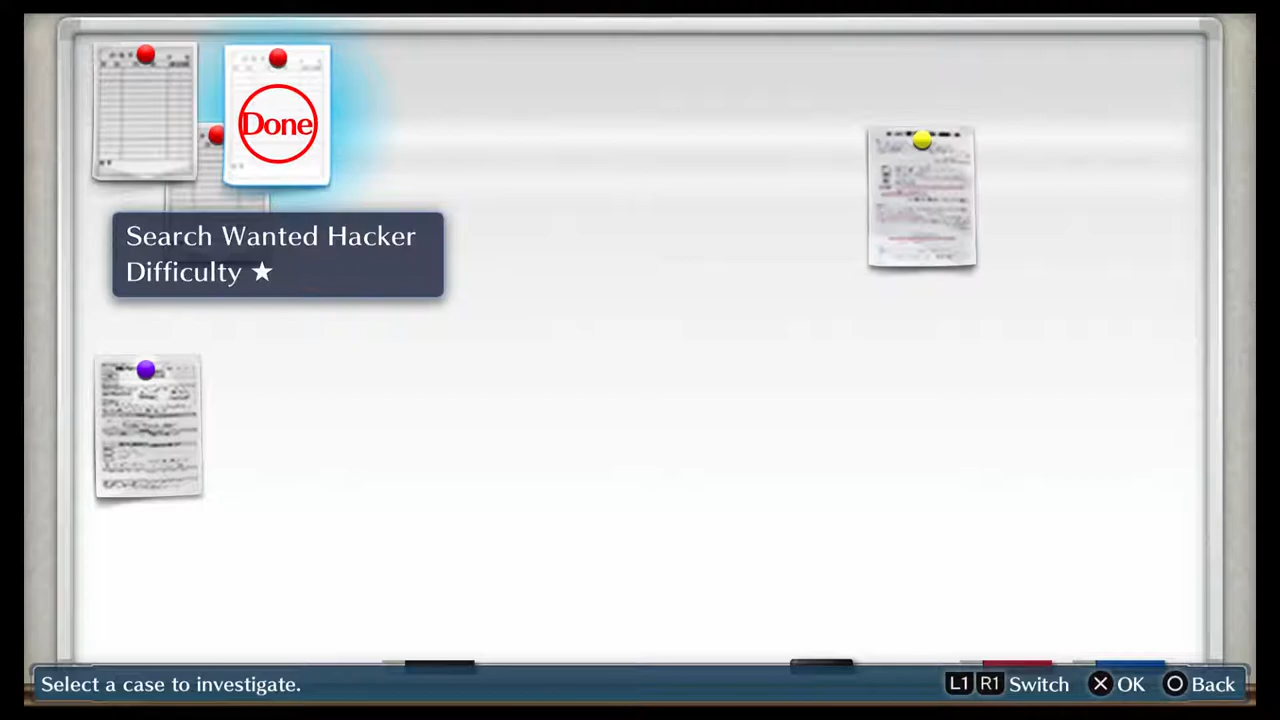 Done
Search Wanted Hacker
Difficulty ★
Select a case to investigate.
L1 R1 Switch X OK O Back